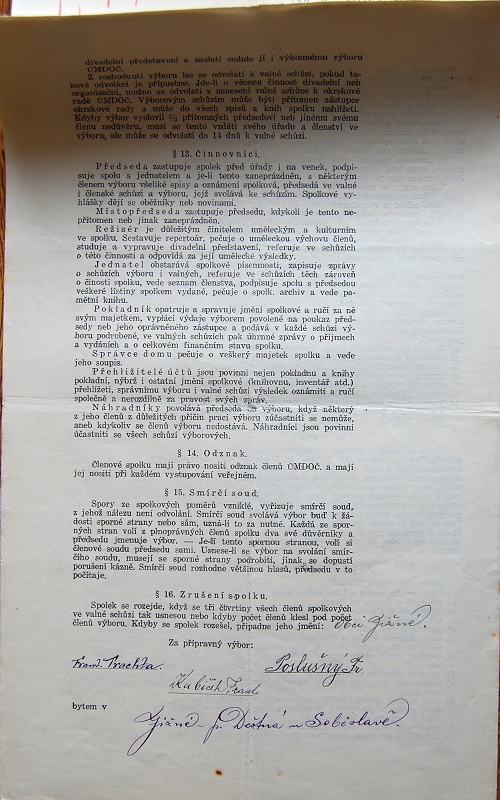 divadelní představení a zaslati cedule její i výkonnému výboru
ÚMDOČ.
Z rozhodnutí výboru lze se odvolati k valné schůzi, pokud ta-
kové odvolání je přípustno. Jde-li o věcnou činnost divadelní neb
organisační, možno se odvolati z usnesení valné schůze k okrskové
radě ÚMDOČ. Výborovým schůzím může býti přítomen zástupce
okrskové rady a může do všech spisů a knih spolku nahlížeti.
Kdyby výbor vyslovil ⅔ přítomných předsedovi neb jinému svému
členu nedůvěru, musí se tento vzdáti svého úřadu a členství ve
výboru, ale může se odvolati do 14 dnů k valné schůzi.
§ 13. Činovníci.
Předseda zastupuje spolek před úřady i na venek, podpi-
suje spolu s jednatelem a je-li tento zaneprázdněn, s některým
členem výboru všeliké spisy a oznámení spolková, předsedá ve valné
i členské schůzi a výboru, jejž svolává ke schůzím. Spolkové vy-
hlášky dějí se oběžníky neb novinami.
Místopředseda zastupuje předsedu, kdykoli je tento ne-
přítomen neb jinak zaneprázdněn.
Režisér je důležitým činitelem uměleckým a kulturním
ve spolku. Sestavuje repertoár, pečuje o uměleckou výchovu členů,
studuje a vypravuje divadelní představení, referuje ve schůzích
o této činnosti a odpovídá za její umělecké výsledky.
Jednatel obstarává spolkové písemnosti, zapisuje zprávy
o schůzích výboru i valných, referuje ve schůzích těch zároveň
o činosti spolku, vede seznam členstva, podpisuje spolu s předsedou
veškeré listiny spolkem vydané, pečuje o spolk. archiv a vede pa-
mětní knihu.
Pokladník opatruje a spravuje jmění spolkové a ručí za ně
svým majetkem, vyplácí výdaje výborem povolené na poukaz před-
sedy neb jeho oprávněného zástupce a podává v každé schůzi vý-
boru podrobené, ve valných schůzích pak úhrnné zprávy o příjmech
a vydáních a o celkovém finančním stavu spolku.
Správce domu pečuje o veškerý majetek spolku a vede
jeho soupis.
Přehližitelé účtů jsou povinni nejen pokladnu a knihy
pokladní, nýbrž i ostatní jmění spolkové (knihovnu, inventář atd.)
přehlížeti, správnímu výboru i valné schůzi výsledek oznámiti a ručí
společně a nerozdílně za pravost svých zpráv.
Náhradníky povolává předseda do výboru, když některý
z jeho členů z důležitých příčin prací výboru zúčastniti se nemůže,
aneb kdykoliv se členů výboru nedostává. Náhradníci jsou povinni
účastniti se všech schůzí výborových.
§ 14. Odznak.
Členové spolku mají právo nositi odznak členů ÚMDOČ. a mají
jej nositi při každém vystupování veřejném.
§ 15. Smírčí soud.
Spory ze spolkových poměrů vzniklé, vyřizuje smírčí soud,
z jehož nálezu není odvolání. Smírčí soud svolává výbor buď k žá-
dosti sporné strany nebo sám, uzná-li to za nutné. Každá ze spor-
ných stran volí z plnoprávných členů spolku dva své důvěrníky a
předsedu jmenuje výbor. — Je-li tento spornou stranou, volí si
členové soudu předsedu sami. Usnese-li se výbor na svolání smír-
čího soudu, musejí se sporné strany podrobiti, jinak se dopustí
porušení kázně. Smírčí soud rozhodne většinou hlasů, předsedu v to
počítaje.
§ 16. Zrušení spolku.
Spolek se rozejde, když se tři čtvrtiny všech členů spolkových
ve valné schůzi tak usnesou nebo kdyby počet členů klesl pod počet
členů výboru. Kdyby se spolek rozešel, připadne jeho jmění: obci Jižné.
Za přípravný výbor:
Frant. Trachta. Poslušný Fr.
Kubíčk Frant.
bytem v
Jižné p. Deštná u Soběslavě.